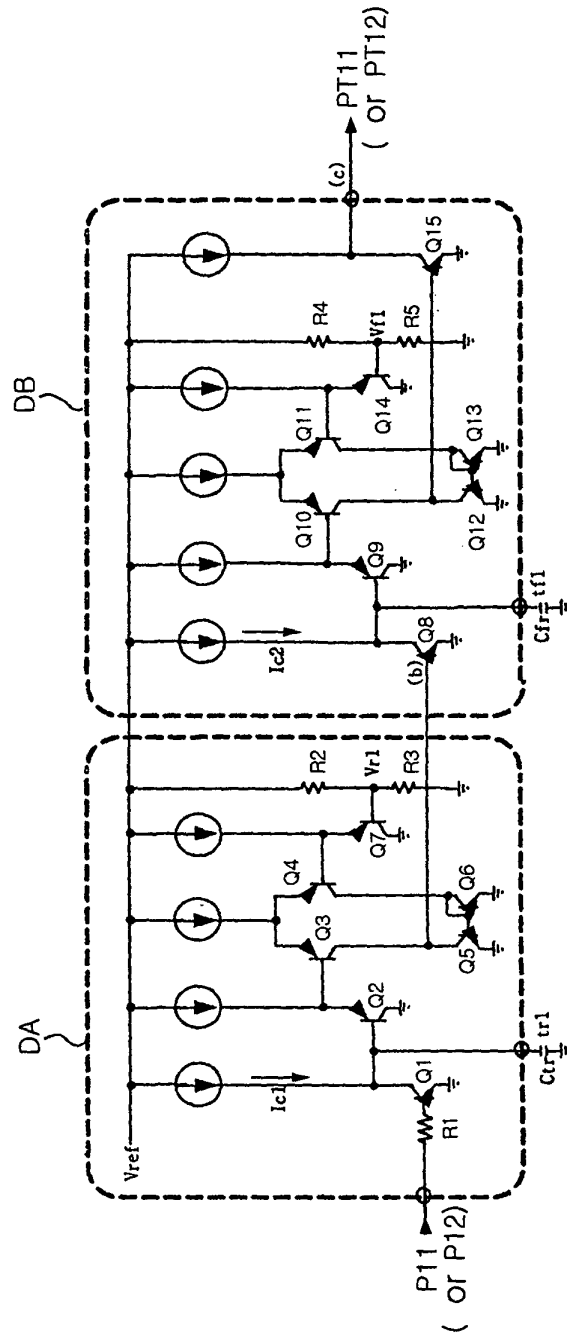 DA
DB
Vref
Ic1
Q1
R1
P11
( or P12)
Ctr
tr1
Q2
Q3
Q4
Q5
Q6
Q7
R2
Vr1
R3
Ic2
(b)
Q8
Cfr
tf1
Q9
Q10
Q11
Q12
Q13
Q14
R4
Vf1
R5
Q15
(c)
PT11
( or PT12)